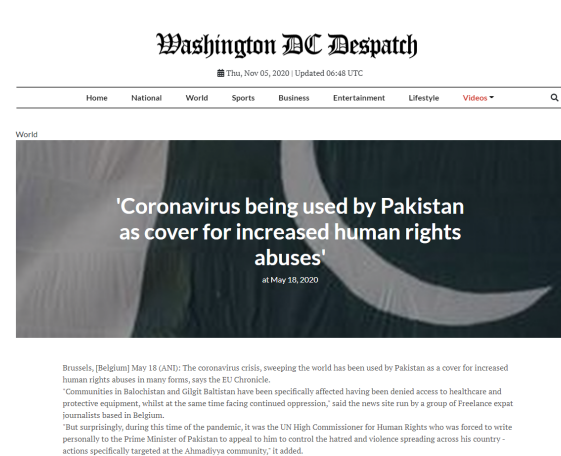 Washington DC Despatch
Thu, Nov 05, 2020 | Updated 06:48 UTC
Home National World Sports Business Entertainment Lifestyle Videos
World
'Coronavirus being used by Pakistan
as cover for increased human rights
abuses'
at May 18, 2020
Brussels, [Belgium] May 18 (ANI): The coronavirus crisis, sweeping the world has been used by Pakistan as a cover for increased
human rights abuses in many forms, says the EU Chronicle.
"Communities in Balochistan and Gilgit Baltistan have been specifically affected having been denied access to healthcare and
protective equipment, whilst at the same time facing continued oppression," said the news site run by a group of Freelance expat
journalists based in Belgium.
"But surprisingly, during this time of the pandemic, it was the UN High Commissioner for Human Rights who was forced to write
personally to the Prime Minister of Pakistan to appeal to him to control the hatred and violence spreading across his country -
actions specifically targeted at the Ahmadiyya community," it added.